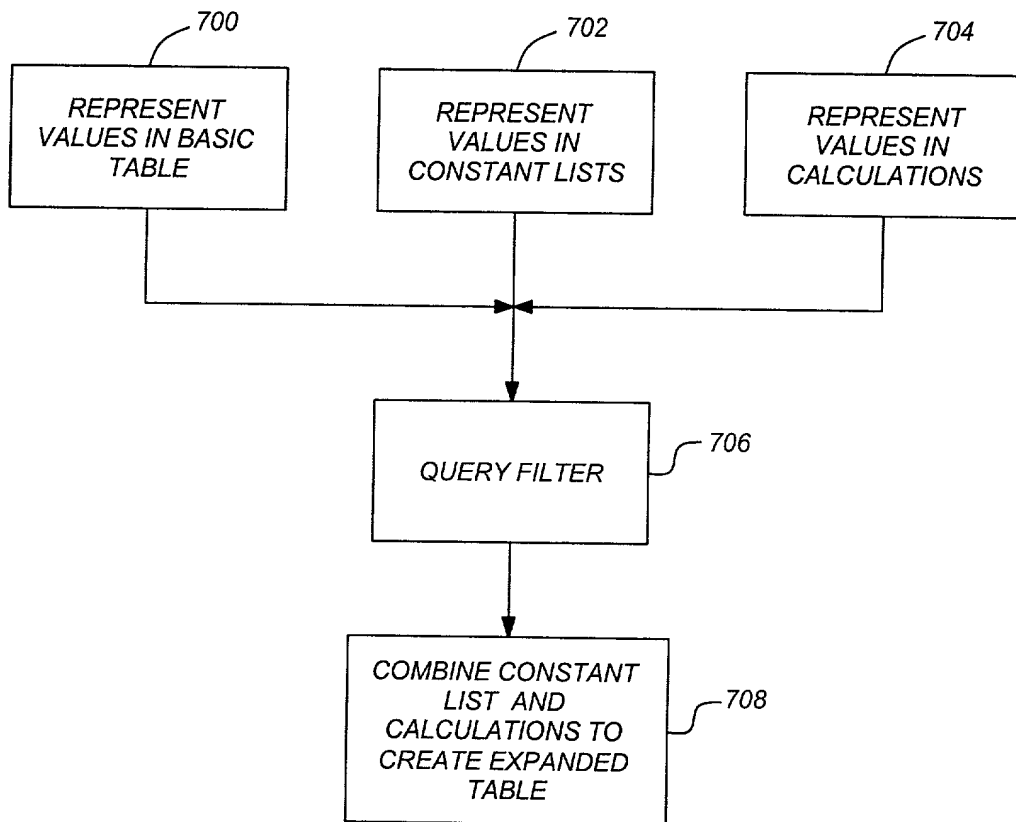 700
702
704
REPRESENT
VALUES IN BASIC
TABLE
REPRESENT
VALUES IN
CONSTANT LISTS
REPRESENT
VALUES IN
CALCULATIONS
706
QUERY FILTER
708
COMBINE CONSTANT
LIST AND
CALCULATIONS TO
CREATE EXPANDED
TABLE